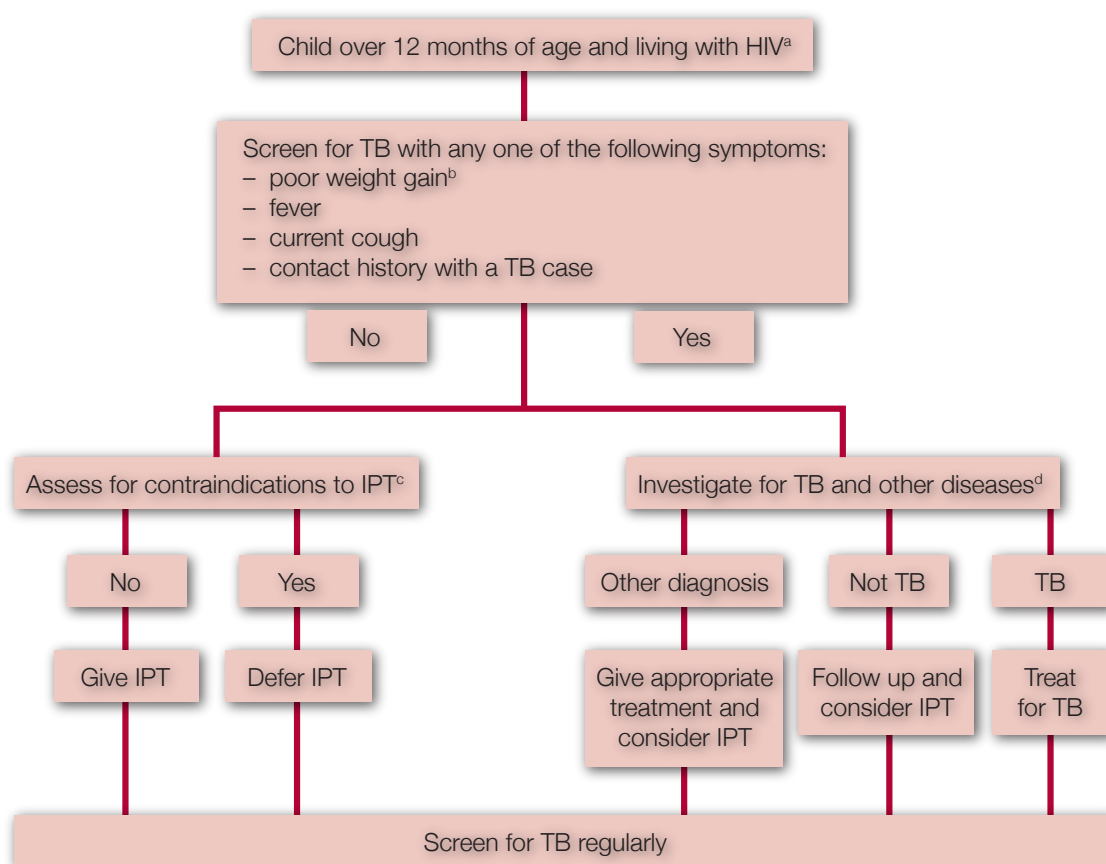 Child over 12 months of age and living with HIVᵃ
Screen for TB with any one of the following symptoms:
– poor weight gainᵇ
– fever
– current cough
– contact history with a TB case
No
Yes
Assess for contraindications to IPTᶜ
Investigate for TB and other diseasesᵈ
No
Yes
Other diagnosis
Not TB
TB
Give IPT
Defer IPT
Give appropriate
treatment and
consider IPT
Follow up and
consider IPT
Treat
for TB
Screen for TB regularly